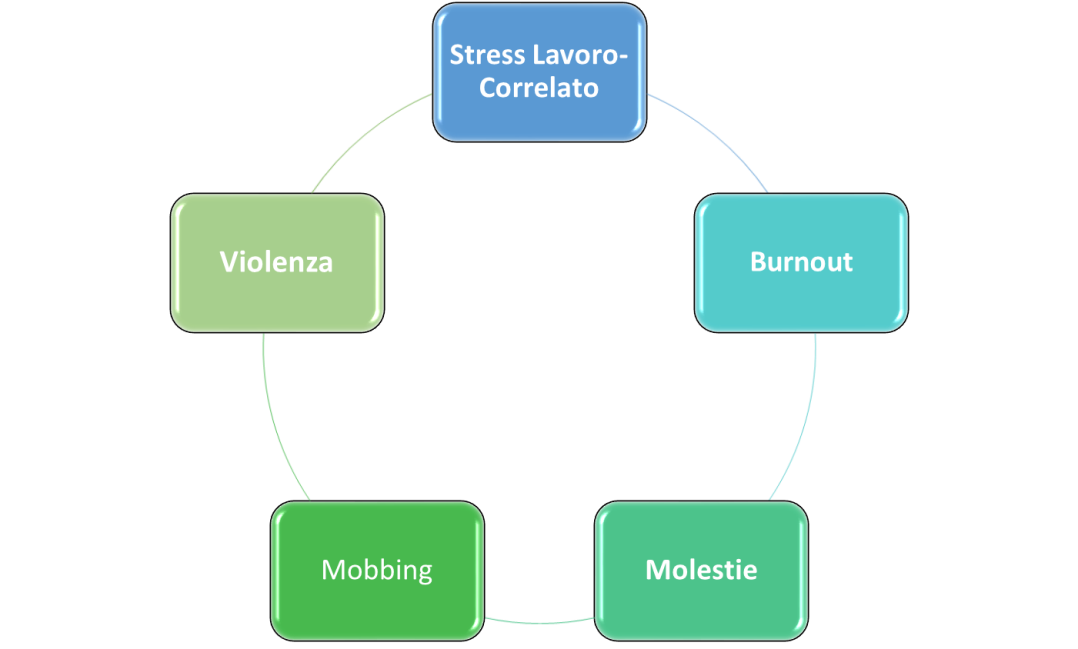 Stress Lavoro-
Correlato
Violenza
Burnout
Mobbing
Molestie